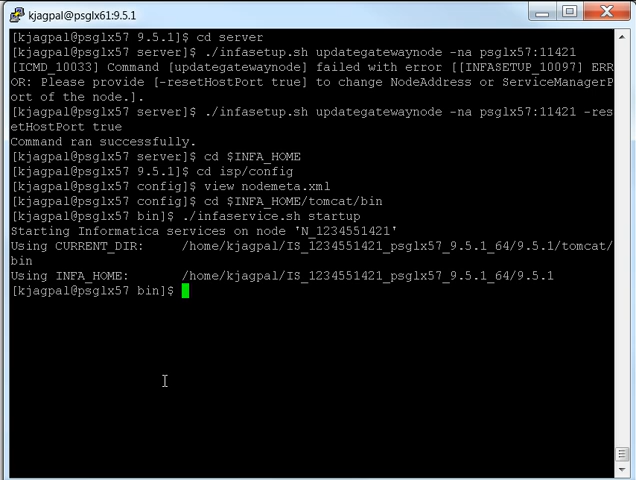 kjagpal@psglx61:9.5.1
[kjagpal@psglx57 9.5.1]$ cd server
[kjagpal@psglx57 server]$ ./infasetup.sh updategatewaynode -na psglx57:11421
[ICMD_10033] Command [updategatewaynode] failed with error [[INFASETUP_10097] ERR
OR: Please provide [-resetHostPort true] to change NodeAddress or ServiceManagerP
ort of the node.].
[kjagpal@psglx57 server]$ ./infasetup.sh updategatewaynode -na psglx57:11421 -res
etHostPort true
Command ran successfully.
[kjagpal@psglx57 server]$ cd $INFA_HOME
[kjagpal@psglx57 9.5.1]$ cd isp/config
[kjagpal@psglx57 config]$ view nodemeta.xml
[kjagpal@psglx57 config]$ cd $INFA_HOME/tomcat/bin
[kjagpal@psglx57 bin]$ ./infaservice.sh startup
Starting Informatica services on node 'N_1234551421'
Using CURRENT_DIR:     /home/kjagpal/IS_1234551421_psglx57_9.5.1_64/9.5.1/tomcat/
bin
Using INFA_HOME:       /home/kjagpal/IS_1234551421_psglx57_9.5.1_64/9.5.1
[kjagpal@psglx57 bin]$